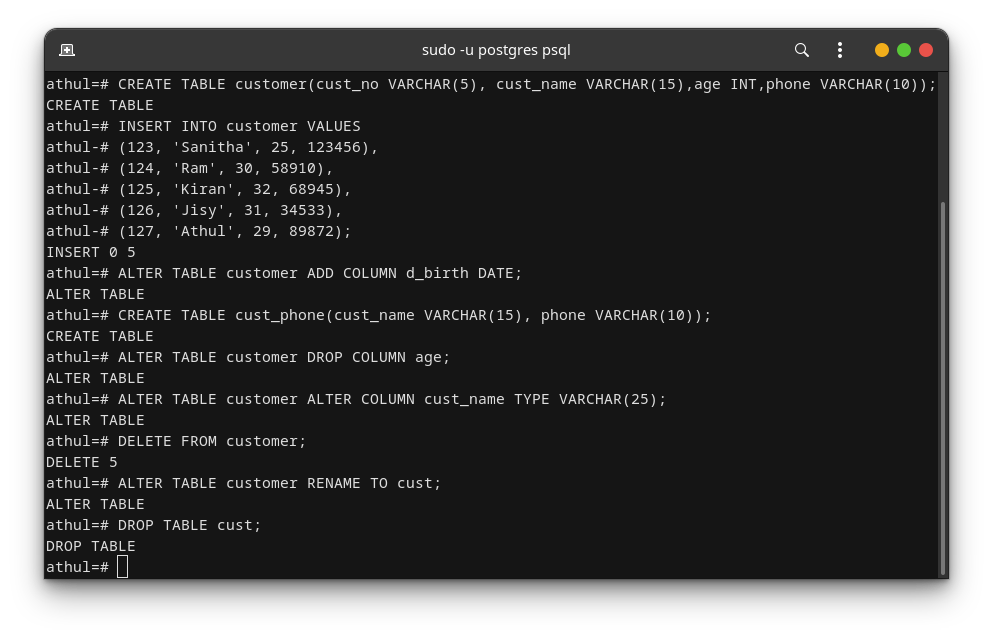 sudo -u postgres psql
athul=# CREATE TABLE customer(cust_no VARCHAR(5), cust_name VARCHAR(15),age INT,phone VARCHAR(10));
CREATE TABLE
athul=# INSERT INTO customer VALUES
athul-# (123, 'Sanitha', 25, 123456),
athul-# (124, 'Ram', 30, 58910),
athul-# (125, 'Kiran', 32, 68945),
athul-# (126, 'Jisy', 31, 34533),
athul-# (127, 'Athul', 29, 89872);
INSERT 0 5
athul=# ALTER TABLE customer ADD COLUMN d_birth DATE;
ALTER TABLE
athul=# CREATE TABLE cust_phone(cust_name VARCHAR(15), phone VARCHAR(10));
CREATE TABLE
athul=# ALTER TABLE customer DROP COLUMN age;
ALTER TABLE
athul=# ALTER TABLE customer ALTER COLUMN cust_name TYPE VARCHAR(25);
ALTER TABLE
athul=# DELETE FROM customer;
DELETE 5
athul=# ALTER TABLE customer RENAME TO cust;
ALTER TABLE
athul=# DROP TABLE cust;
DROP TABLE
athul=#